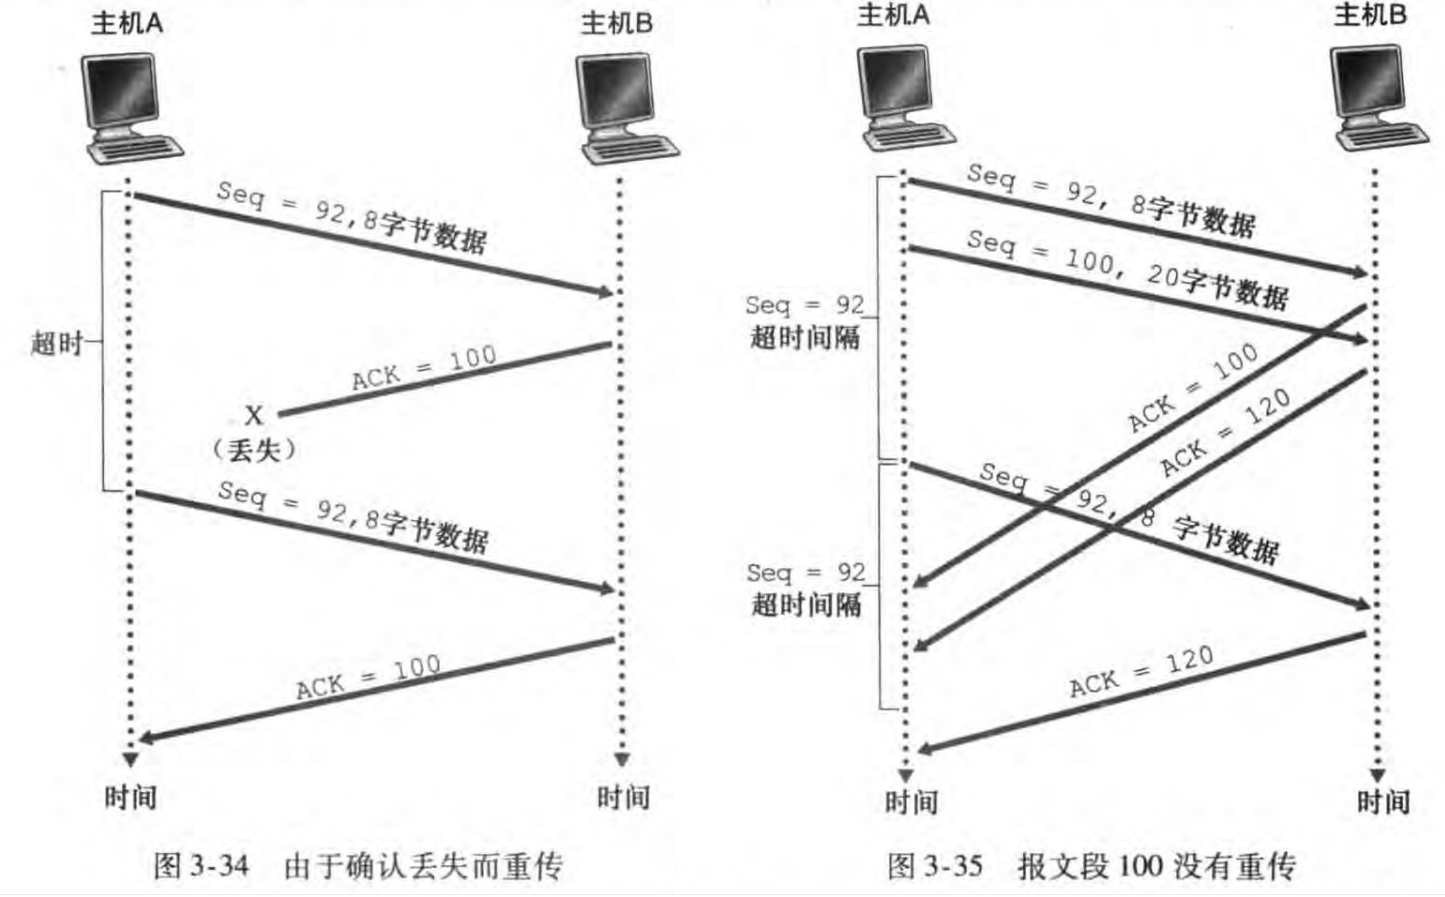 主机A
主机B
Seq = 92,8字节数据
超时
ACK = 100
X
（丢失）
Seq = 92,8字节数据
ACK = 100
时间
时间
图 3-34 由于确认丢失而重传
主机A
主机B
Seq = 92, 8字节数据
Seq = 100, 20字节数据
Seq = 92
超时间隔
ACK = 100
ACK = 120
Seq = 92, 8 字节数据
Seq = 92
超时间隔
ACK = 120
时间
时间
图 3-35 报文段 100 没有重传